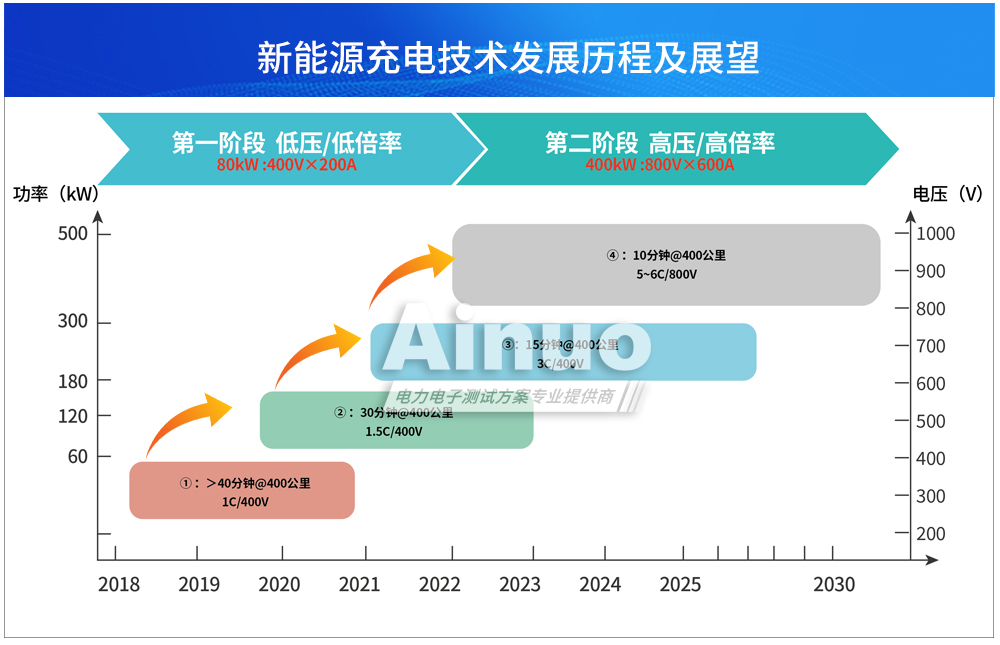 新能源充电技术发展历程及展望
第一阶段 低压/低倍率
80kW :400V×200A
第二阶段 高压/高倍率
400kW :800V×600A
功率（kW）
电压（V）
500
300
180
120
60
1000
900
800
700
600
500
400
300
200
④：10分钟@400公里
5~6C/800V
③：15分钟@400公里
3C/400V
Ainuo
电力电子测试方案专业提供商
②：30分钟@400公里
1.5C/400V
①：＞40分钟@400公里
1C/400V
2018 2019 2020 2021 2022 2023 2024 2025 2030